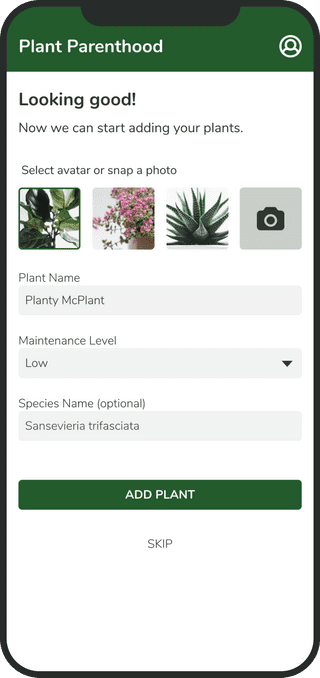 Plant Parenthood
Looking good!
Now we can start adding your plants.
Select avatar or snap a photo
Plant Name
Planty McPlant
Maintenance Level
Low
Species Name (optional)
Sansevieria trifasciata
ADD PLANT
SKIP